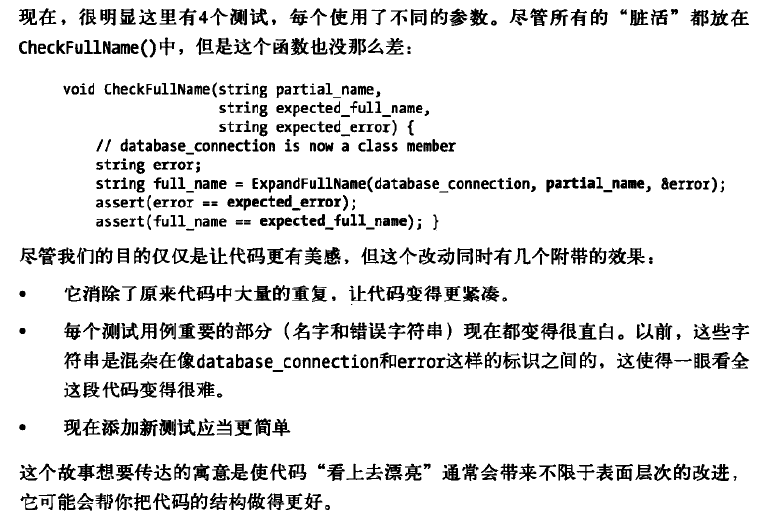 现在，很明显这里有4个测试，每个使用了不同的参数。尽管所有的“脏活”都放在
CheckFullName()中，但是这个函数也没那么差：
void CheckFullName(string partial_name,
string expected_full_name,
string expected_error) {
// database_connection is now a class member
string error;
string full_name = ExpandFullName(database_connection, partial_name, &error);
assert(error == expected_error);
assert(full_name == expected_full_name); }
尽管我们的目的仅仅是让代码更有美感，但这个改动同时有几个附带的效果：
• 它消除了原来代码中大量的重复，让代码变得更紧凑。
• 每个测试用例重要的部分（名字和错误字符串）现在都变得很直白。以前，这些字
符串是混杂在像database_connection和error这样的标识之间的，这使得一眼看全
这段代码变得很难。
• 现在添加新测试应当更简单
这个故事想要传达的寓意是使代码“看上去漂亮”通常会带来不限于表面层次的改进，
它可能会帮你把代码的结构做得更好。